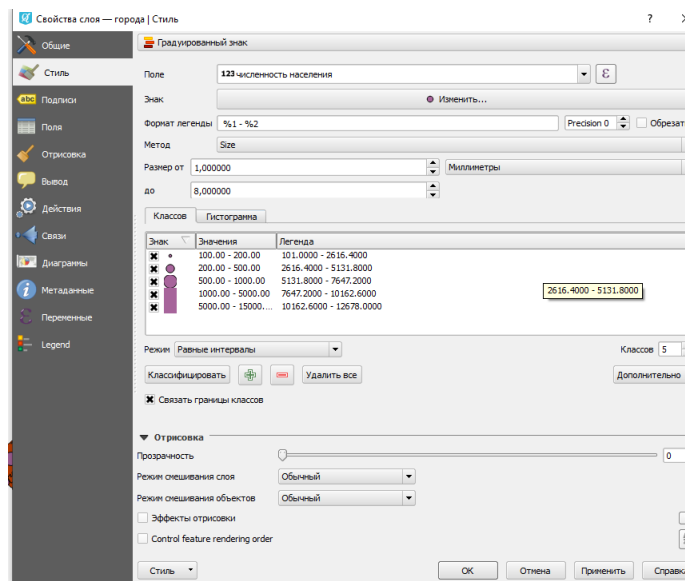 Свойства слоя — города | Стиль
?
Общие
Стиль
abc Подписи
Поля
Отрисовка
Вывод
Действия
Связи
Диаграммы
Метаданные
Переменные
Legend
Градуированный знак
Поле 123 численность населения ε
Знак Изменить...
Формат легенды %1 - %2 Precision 0 Обрезат
Метод Size
Размер от 1,000000 Миллиметры
до 8,000000
Классов Гистограмма
Знак Значения Легенда
100.00 - 200.00 101.0000 - 2616.4000
200.00 - 500.00 2616.4000 - 5131.8000
500.00 - 1000.00 5131.8000 - 7647.2000
1000.00 - 5000.00 7647.2000 - 10162.6000
5000.00 - 15000.... 10162.6000 - 12678.0000
2616.4000 - 5131.8000
Режим Равные интервалы Классов 5
Классифицировать Удалить все Дополнительно
Связать границы классов
Отрисовка
Прозрачность 0
Режим смешивания слоя Обычный
Режим смешивания объектов Обычный
Эффекты отрисовки
Control feature rendering order
Стиль OK Отмена Применить Справка